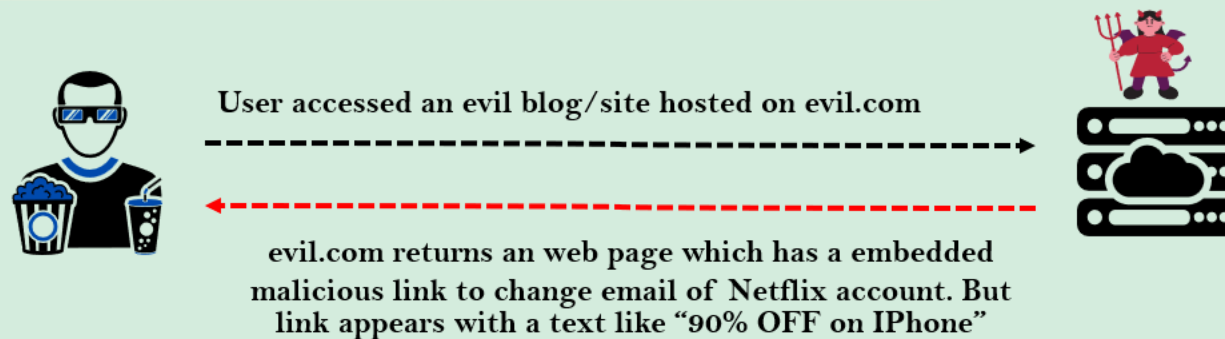 User accessed an evil blog/site hosted on evil.com
evil.com returns an web page which has a embedded
malicious link to change email of Netflix account. But
link appears with a text like “90% OFF on IPhone”